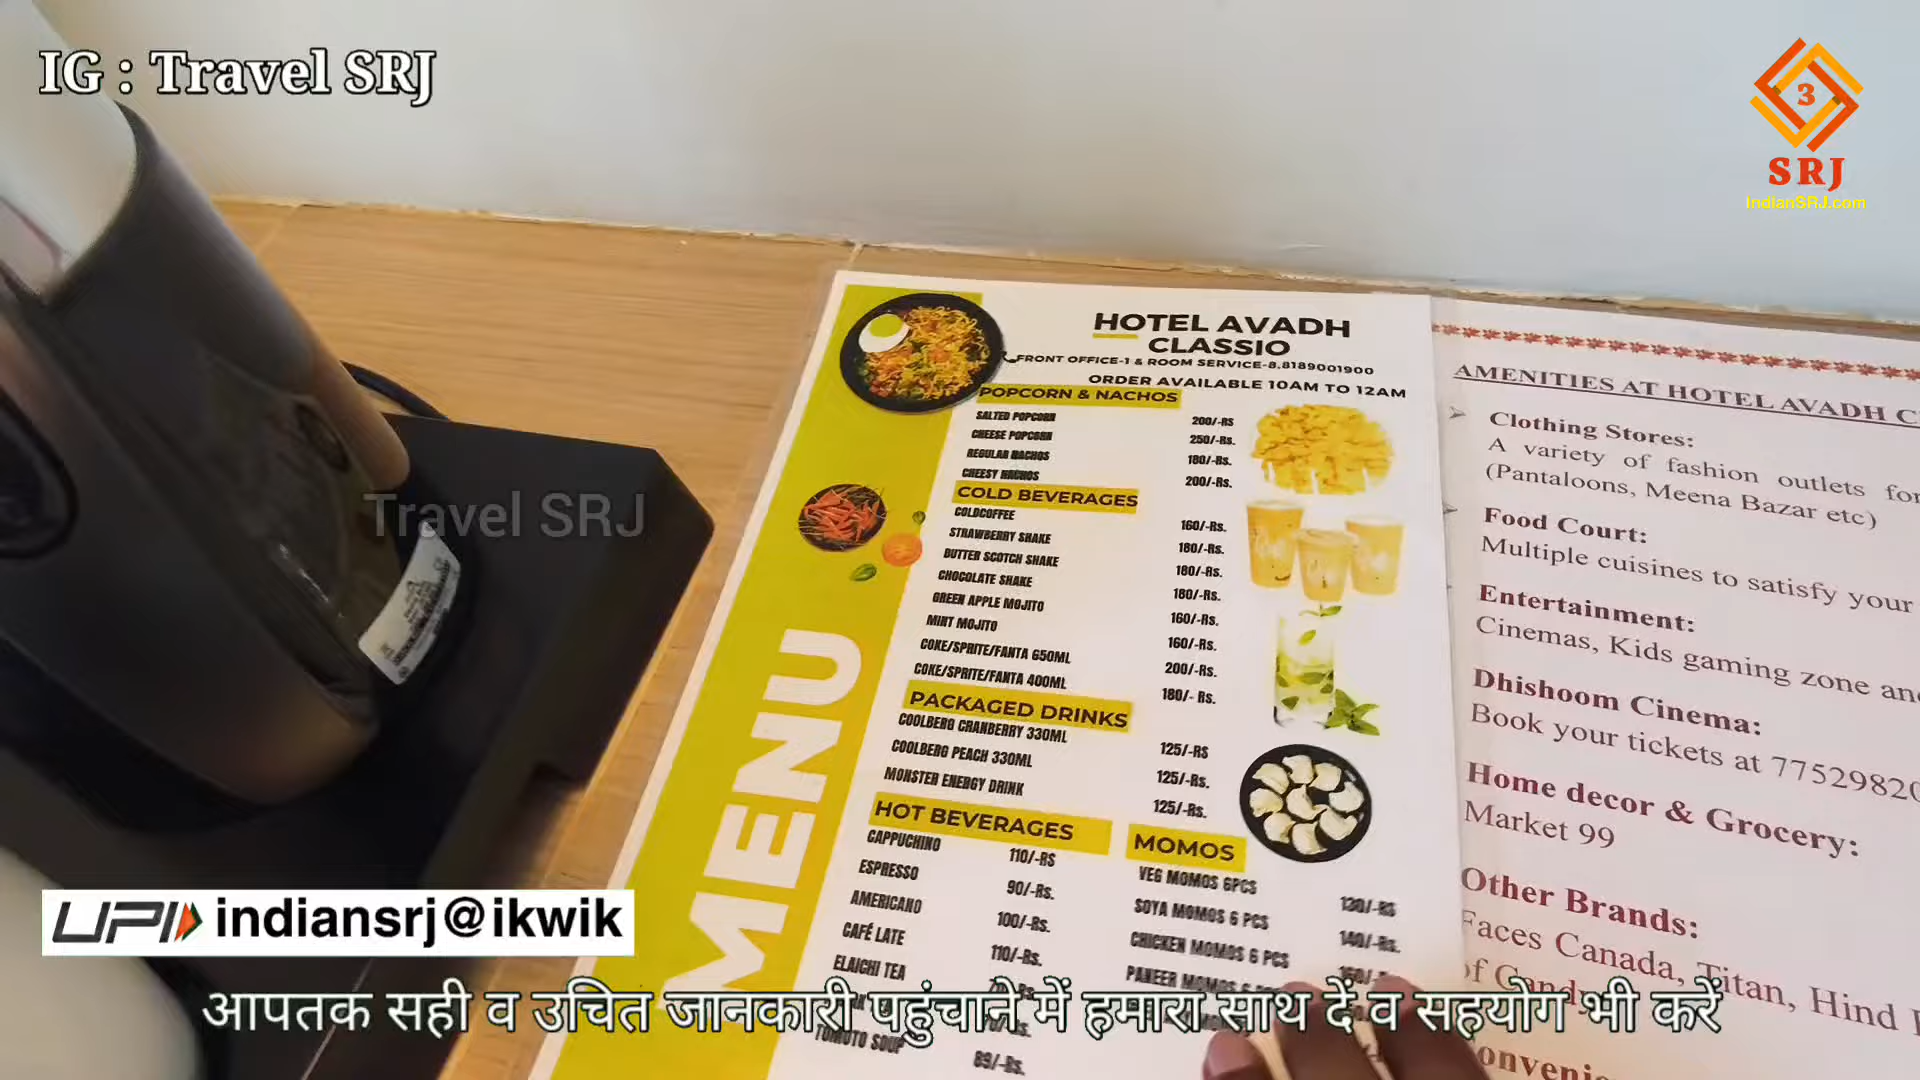 IG : Travel SRJ
3
SRJ
IndianSRJ.com
HOTEL AVADH
CLASSIO
FRONT OFFICE-1 & ROOM SERVICE-8,8189001900
ORDER AVAILABLE 10AM TO 12AM
POPCORN & NACHOS
SALTED POPCORN 200/-RS
CHEESE POPCORN 250/-Rs.
REGULAR NACHOS 180/-Rs.
CHEESY NACHOS 200/-Rs.
COLD BEVERAGES
COLDCOFFEE 160/-Rs.
STRAWBERRY SHAKE 180/-Rs.
BUTTER SCOTCH SHAKE 180/-Rs.
CHOCOLATE SHAKE 180/-Rs.
GREEN APPLE MOJITO 160/-Rs.
MINT MOJITO 160/-Rs.
COKE/SPRITE/FANTA 650ML 200/-Rs.
COKE/SPRITE/FANTA 400ML 180/- Rs.
PACKAGED DRINKS
COOLBERG CRANBERRY 330ML 125/-RS
COOLBERG PEACH 330ML 125/-Rs.
MONSTER ENERGY DRINK 125/-Rs.
HOT BEVERAGES
CAPPUCHINO 110/-RS
ESPRESSO 90/-Rs.
AMERICANO 100/-Rs.
CAFÉ LATE 110/-Rs.
ELAICHI TEA
TOMUTO SOUP 89/-Rs.
MOMOS
VEG MOMOS 6PCS 130/-RS
SOYA MOMOS 6 PCS 140/-Rs.
CHICKEN MOMOS 6 PCS
PANEER MOMOS
MENU
AMENITIES AT HOTEL AVADH C
Clothing Stores:
A variety of fashion outlets for
(Pantaloons, Meena Bazar etc)
Food Court:
Multiple cuisines to satisfy your
Entertainment:
Cinemas, Kids gaming zone and
Dhishoom Cinema:
Book your tickets at 77529820
Home decor & Grocery:
Market 99
Other Brands:
Faces Canada, Titan, Hind
of Candy
onvenie
Travel SRJ
UPI indiansrj@ikwik
आपतक सही व उचित जानकारी पहुंचाने में हमारा साथ दें व सहयोग भी करें